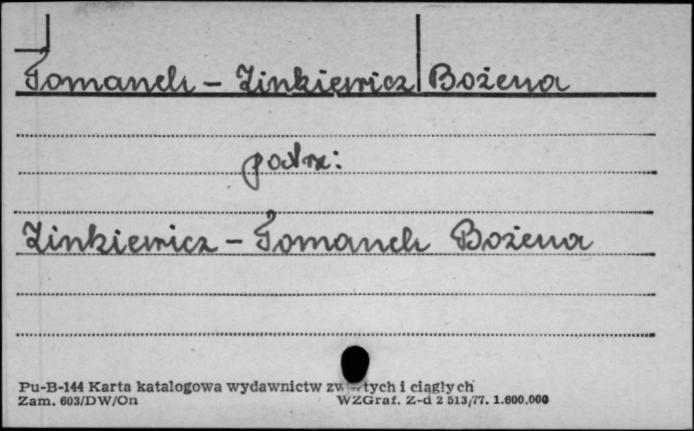 Tomanek - Zinkiewicz Bożena
patrz:
Zinkiewicz - Tomanek Bożena
Pu-B-144 Karta katalogowa wydawnictw zw tych i ciągłych
Zam. 603/DW/On WZGraf. Z-d 2 513/77. 1.600.000